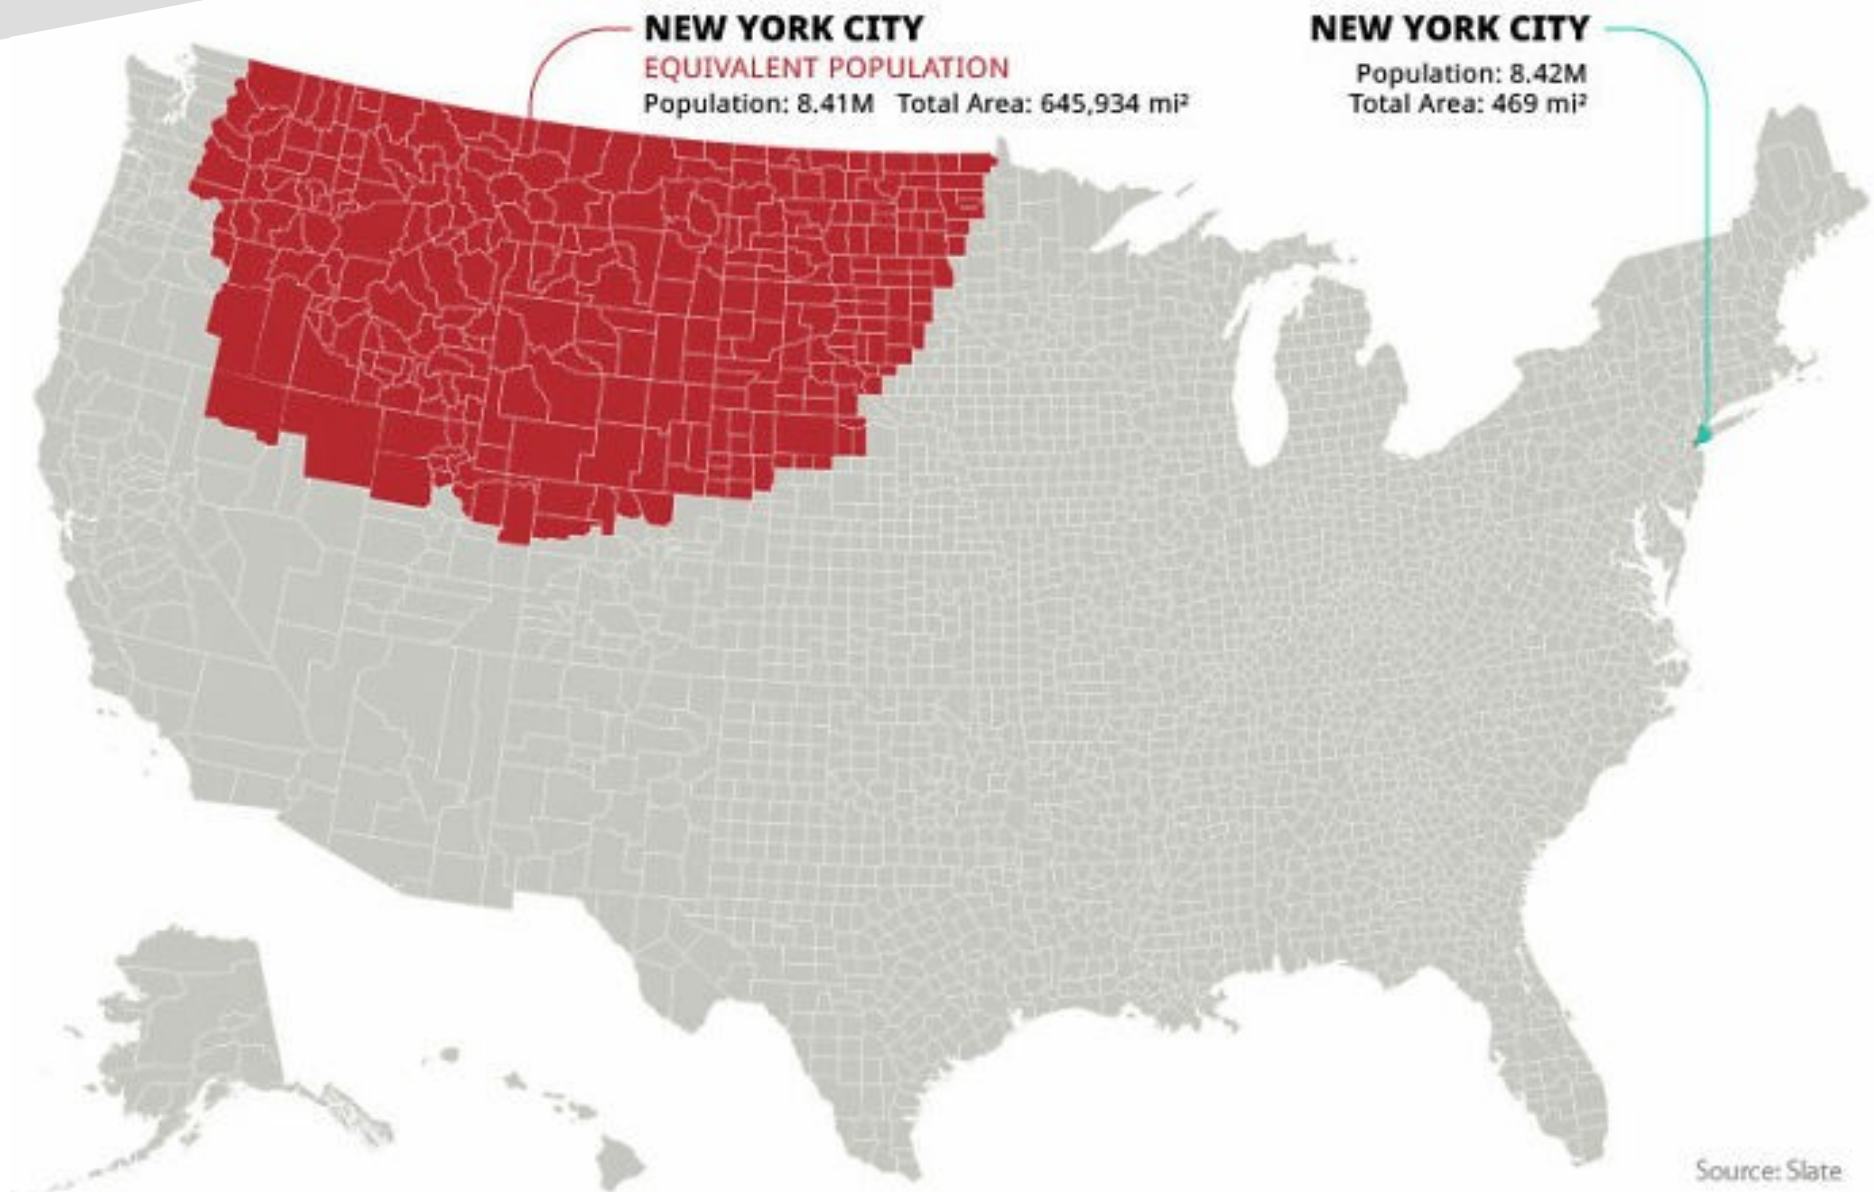 NEW YORK CITY
EQUIVALENT POPULATION
Population: 8.41M Total Area: 645,934 mi²
NEW YORK CITY
Population: 8.42M
Total Area: 469 mi²
Source: Slate